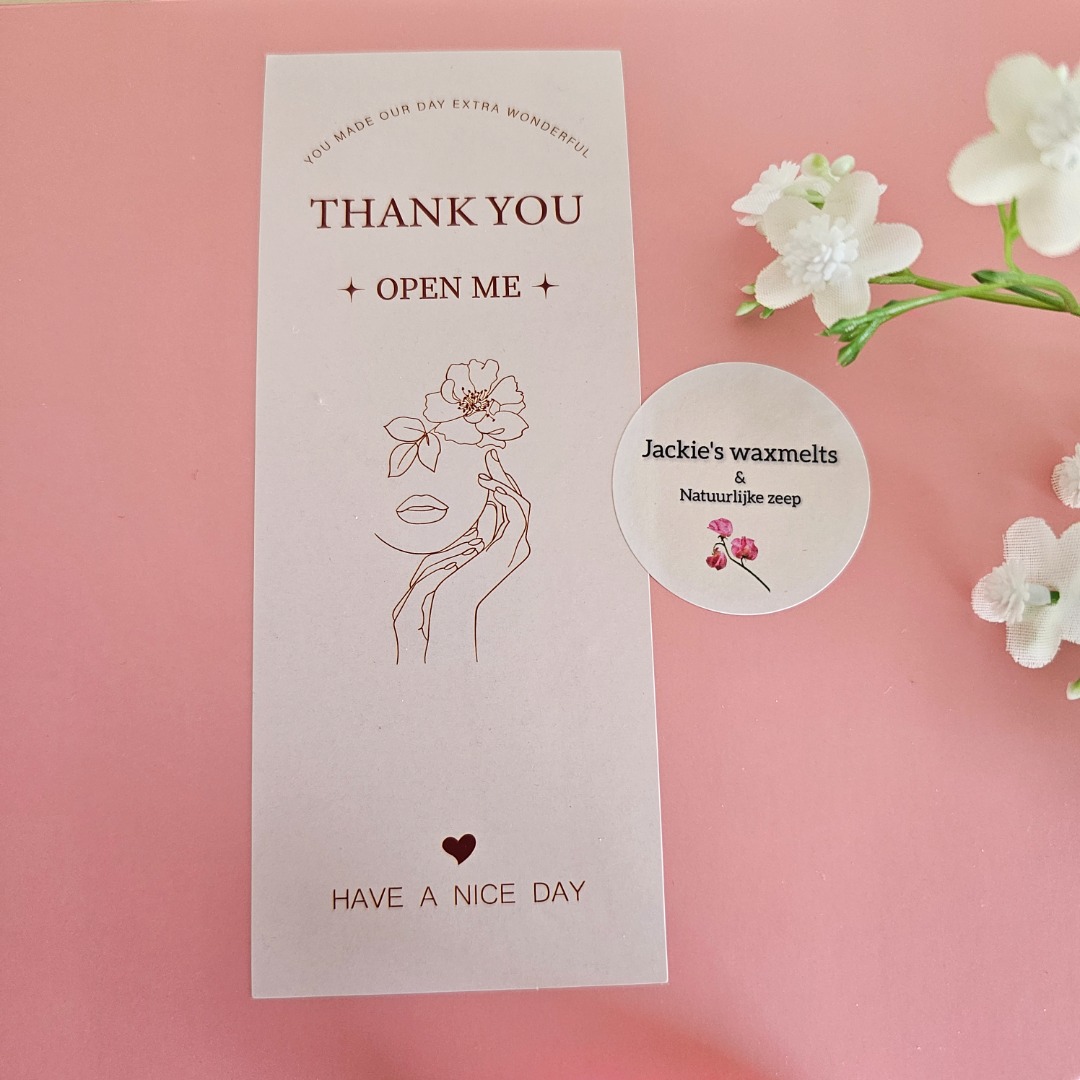 YOU MADE OUR DAY EXTRA WONDERFUL
THANK YOU
OPEN ME
HAVE A NICE DAY
Jackie's waxmelts
&
Natuurlijke zeep